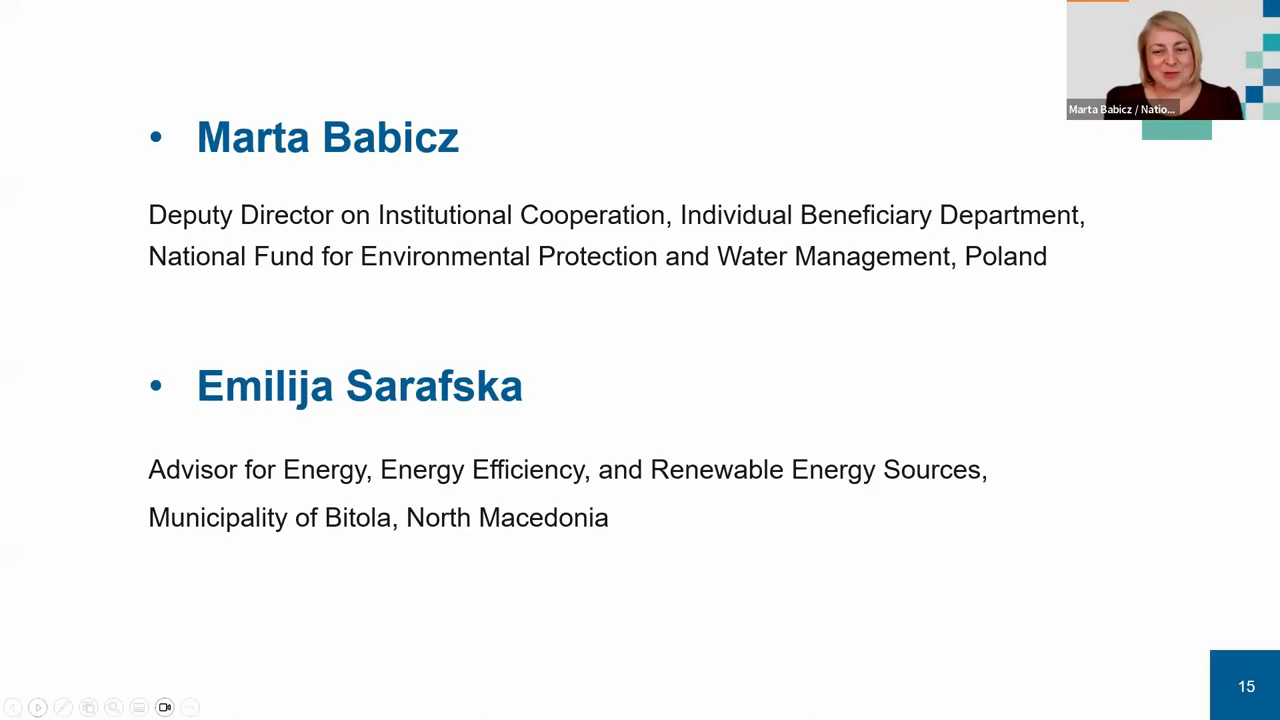 Marta Babicz / Natio...
• Marta Babicz
Deputy Director on Institutional Cooperation, Individual Beneficiary Department,
National Fund for Environmental Protection and Water Management, Poland
• Emilija Sarafska
Advisor for Energy, Energy Efficiency, and Renewable Energy Sources,
Municipality of Bitola, North Macedonia
15